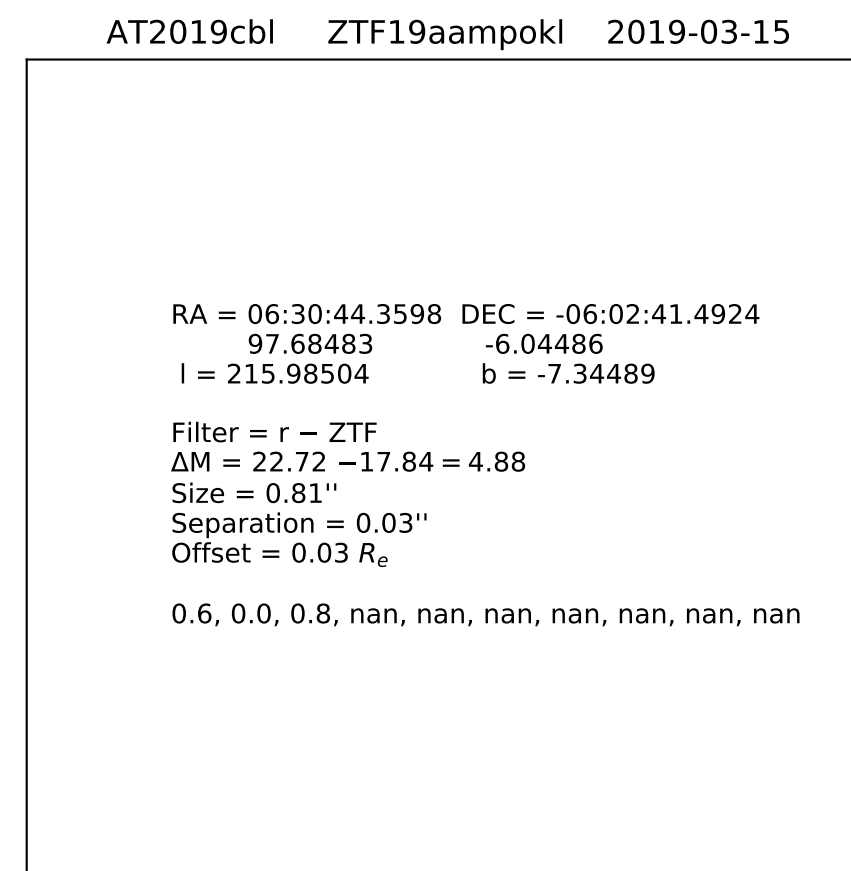 AT2019cbl ZTF19aampokl 2019-03-15
RA = 06:30:44.3598 DEC = -06:02:41.4924
97.68483 -6.04486
l = 215.98504 b = -7.34489
Filter = r − ZTF
ΔM = 22.72 −17.84 = 4.88
Size = 0.81''
Separation = 0.03''
Offset = 0.03 Re
0.6, 0.0, 0.8, nan, nan, nan, nan, nan, nan, nan